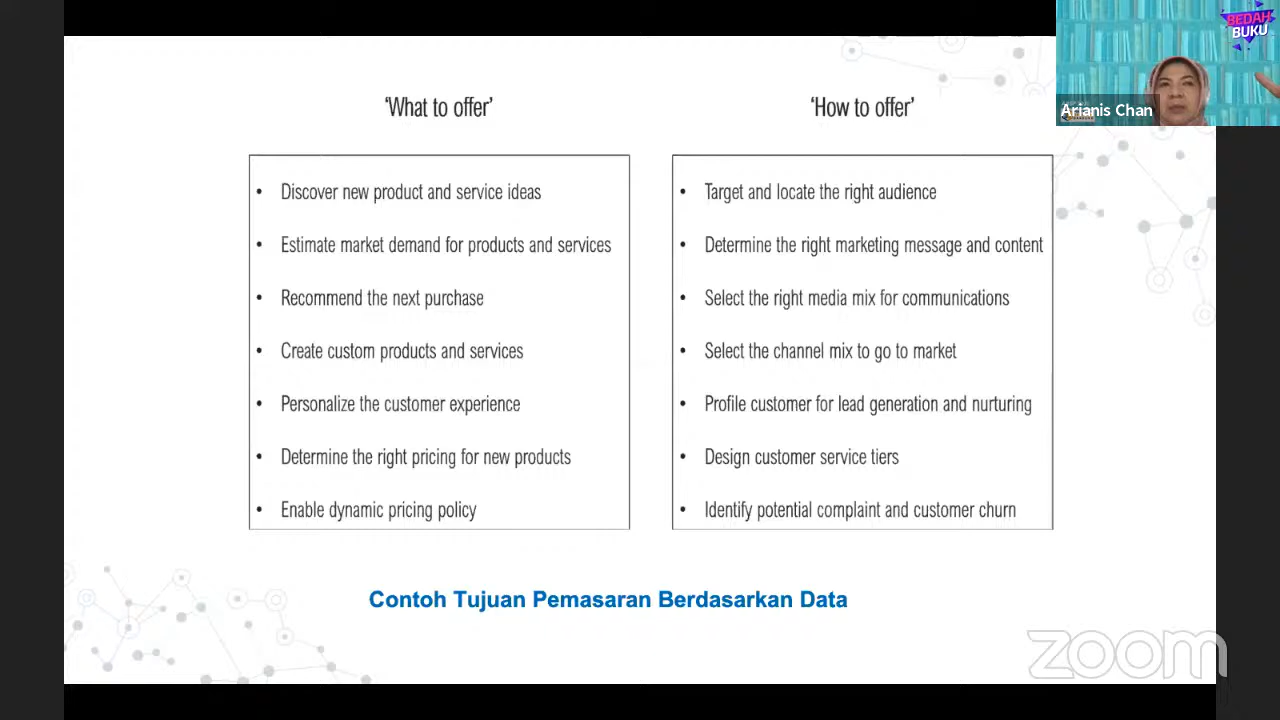 BEDAH
BUKU
Arianis Chan
‘What to offer’
• Discover new product and service ideas
• Estimate market demand for products and services
• Recommend the next purchase
• Create custom products and services
• Personalize the customer experience
• Determine the right pricing for new products
• Enable dynamic pricing policy
‘How to offer’
• Target and locate the right audience
• Determine the right marketing message and content
• Select the right media mix for communications
• Select the channel mix to go to market
• Profile customer for lead generation and nurturing
• Design customer service tiers
• Identify potential complaint and customer churn
Contoh Tujuan Pemasaran Berdasarkan Data
zoom